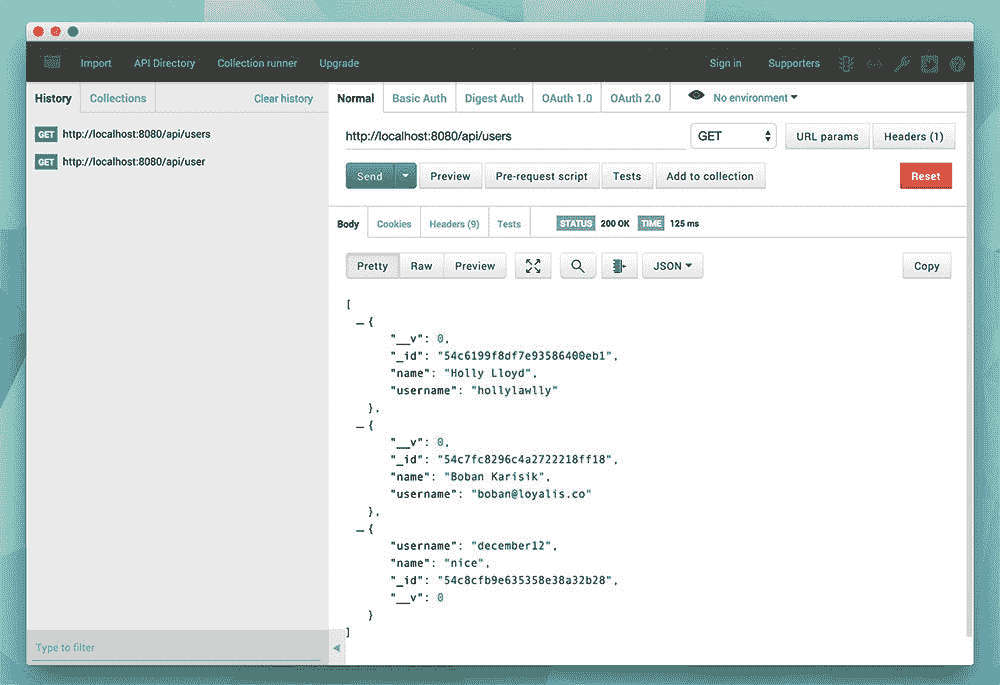 Import API Directory Collection runner Upgrade Sign in Supporters
History Collections Clear history
GET http://localhost:8080/api/users
GET http://localhost:8080/api/user
Type to filter
Normal Basic Auth Digest Auth OAuth 1.0 OAuth 2.0 No environment
http://localhost:8080/api/users GET URL params Headers (1)
Send Preview Pre-request script Tests Add to collection Reset
Body Cookies Headers (9) Tests STATUS 200 OK TIME 125 ms
Pretty Raw Preview JSON Copy
[
{
"__v": 0,
"_id": "54c6199f8df7e93586400eb1",
"name": "Holly Lloyd",
"username": "hollylawlly"
},
{
"__v": 0,
"_id": "54c7fc8296c4a2722218ff18",
"name": "Boban Karisik",
"username": "boban@loyalis.co"
},
{
"username": "december12",
"name": "nice",
"_id": "54c8cfb9e635358e38a32b28",
"__v": 0
}
]